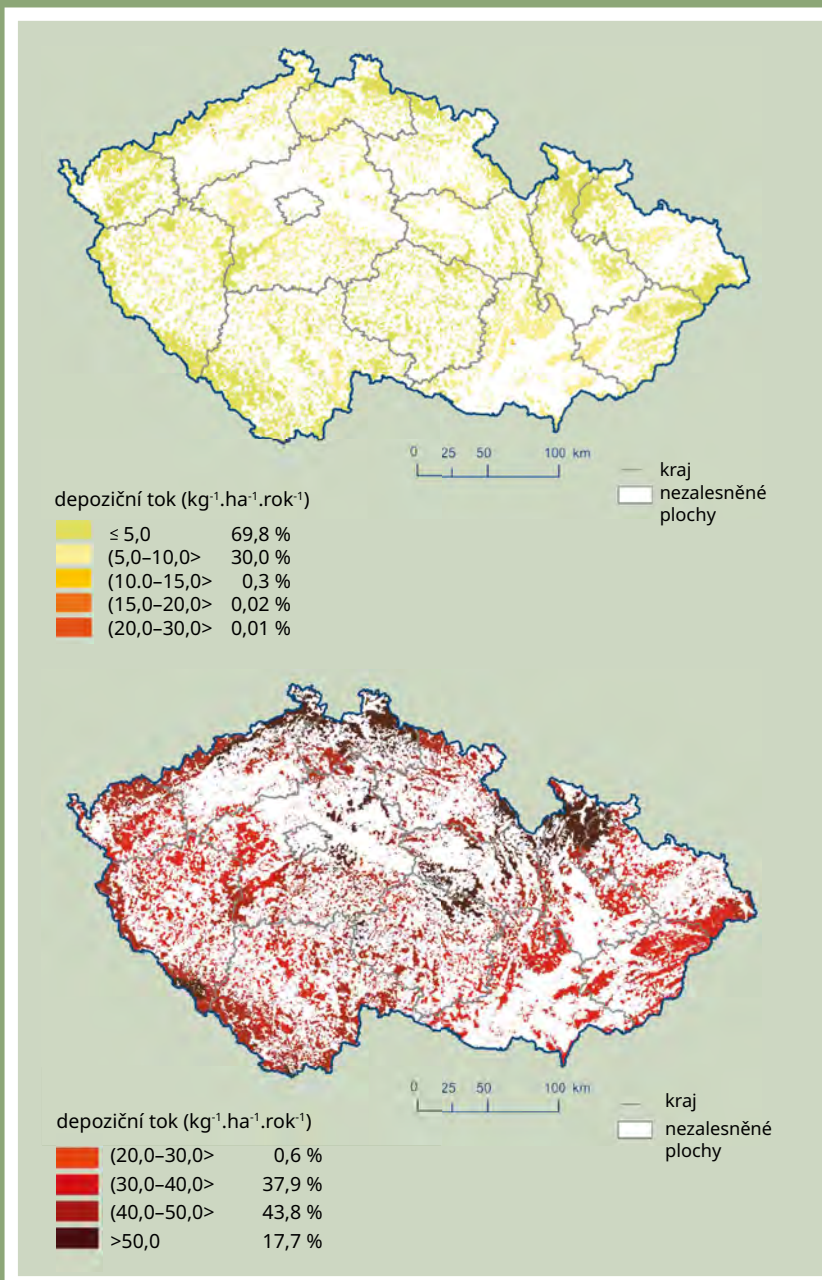 0 25 50 100 km
kraj
nezalesněné
plochy
depoziční tok (kg⁻¹.ha⁻¹.rok⁻¹)
≤ 5,0 69,8 %
(5,0–10,0> 30,0 %
(10.0–15,0> 0,3 %
(15,0–20,0> 0,02 %
(20,0–30,0> 0,01 %
0 25 50 100 km
kraj
nezalesněné
plochy
depoziční tok (kg⁻¹.ha⁻¹.rok⁻¹)
(20,0–30,0> 0,6 %
(30,0–40,0> 37,9 %
(40,0–50,0> 43,8 %
>50,0 17,7 %